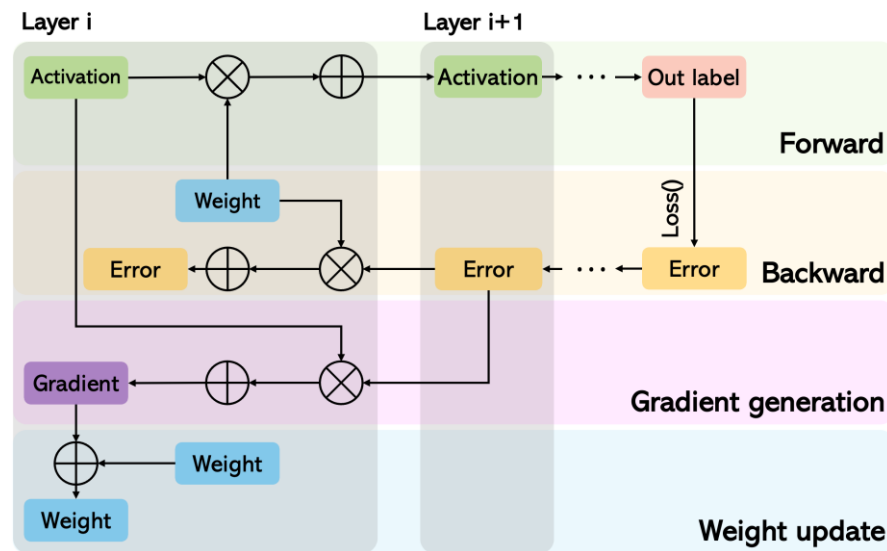 Layer i
Layer i+1
Activation
Activation
...
Out label
Forward
Weight
Loss()
Error
Error
...
Error
Backward
Gradient
Gradient generation
Weight
Weight
Weight update